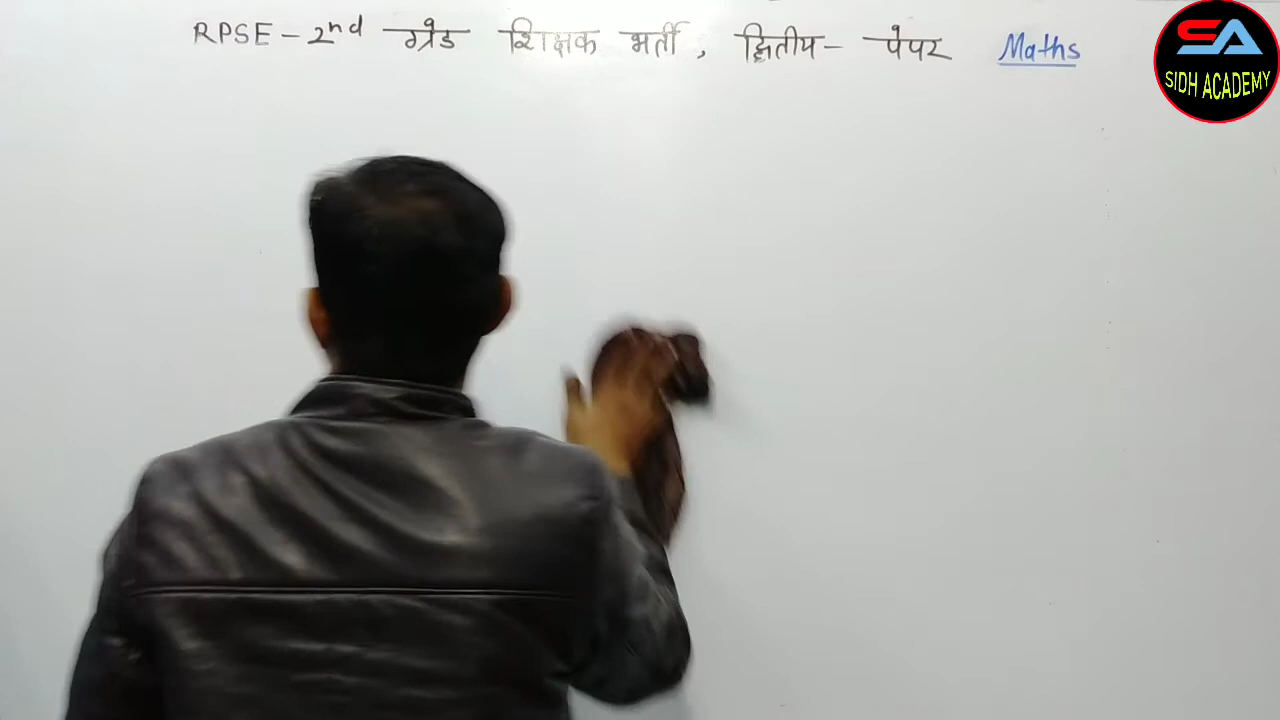 RPSE - 2nd ग्रेड शिक्षक भर्ती, द्वितीय - पेपर Maths
SA
SIDH ACADEMY